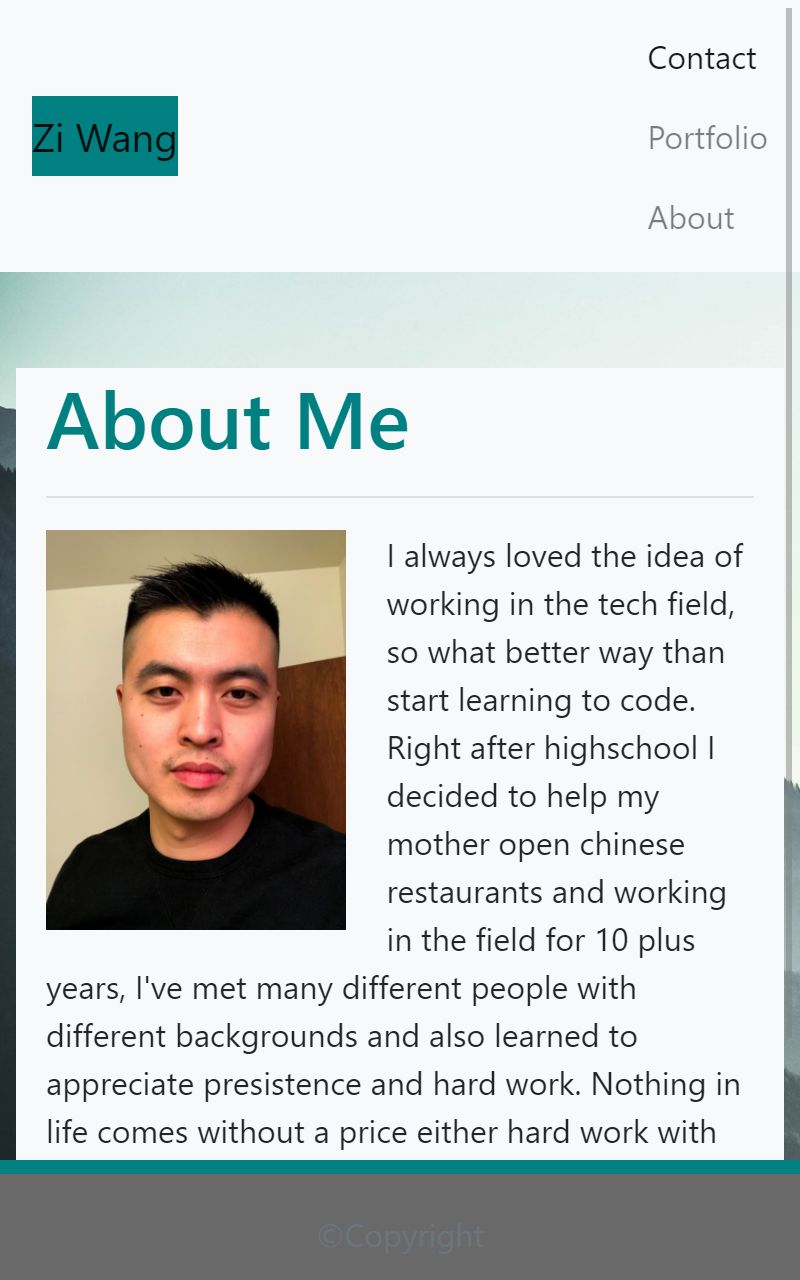 Zi Wang
Contact
Portfolio
About
About Me
I always loved the idea of
working in the tech field,
so what better way than
start learning to code.
Right after highschool I
decided to help my
mother open chinese
restaurants and working
in the field for 10 plus
years, I've met many different people with
different backgrounds and also learned to
appreciate presistence and hard work. Nothing in
life comes without a price either hard work with
©Copyright